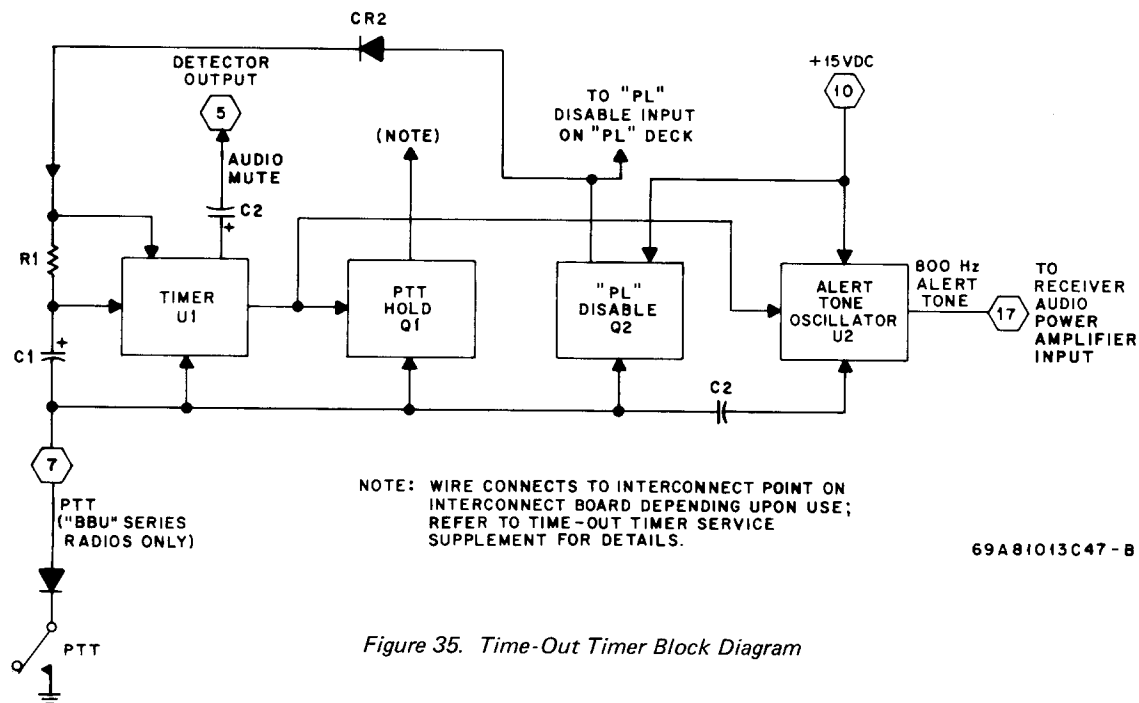 CR2
DETECTOR
OUTPUT
5
AUDIO
MUTE
C2
+
(NOTE)
TO "PL"
DISABLE INPUT
ON "PL" DECK
+15VDC
10
R1
C1
+
TIMER
U1
PTT
HOLD
Q1
"PL"
DISABLE
Q2
ALERT
TONE
OSCILLATOR
U2
800 Hz
ALERT
TONE
17
TO
RECEIVER
AUDIO
POWER
AMPLIFIER
INPUT
C2
7
PTT
("BBU" SERIES
RADIOS ONLY)
PTT
NOTE: WIRE CONNECTS TO INTERCONNECT POINT ON
INTERCONNECT BOARD DEPENDING UPON USE;
REFER TO TIME-OUT TIMER SERVICE
SUPPLEMENT FOR DETAILS.
69A81013C47-B
Figure 35. Time-Out Timer Block Diagram